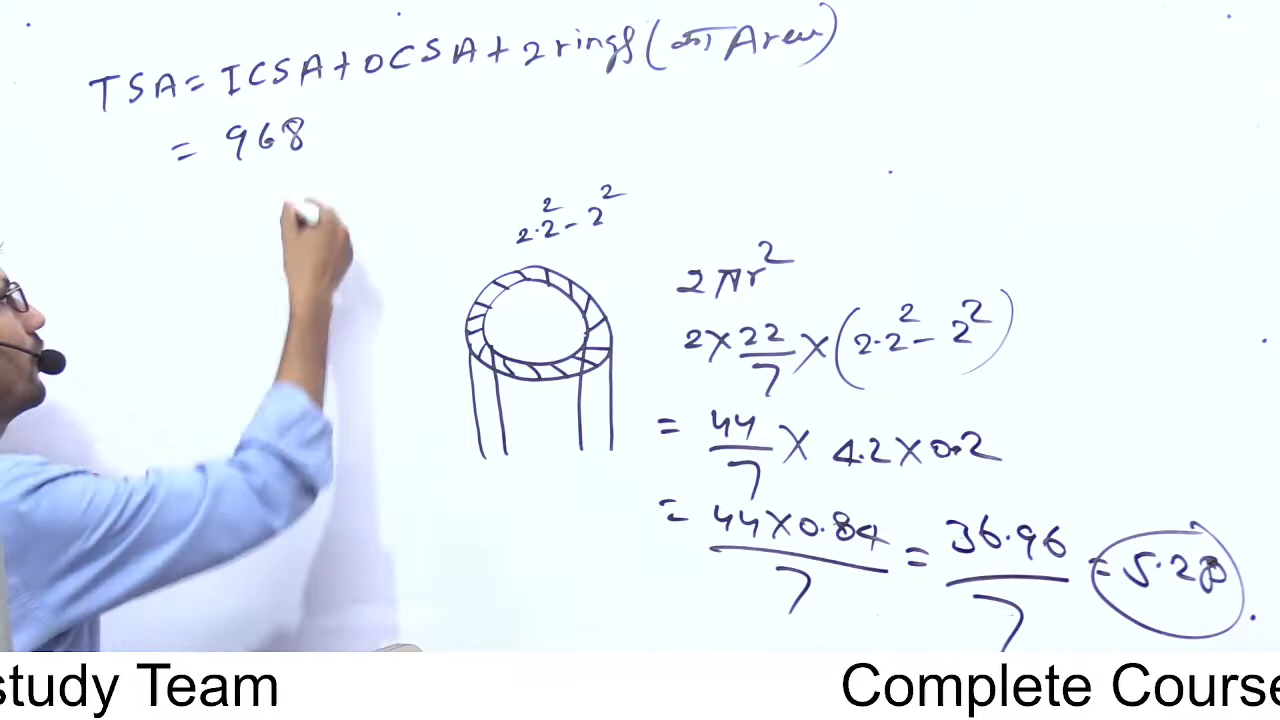 TSA = ICSA + OCSA + 2 rings (का Area)
= 968
2.2² - 2²
2πr²
2 × 22/7 × (2.2² - 2²)
= 44/7 × 4.2 × 0.2
= 44 × 0.84/7 = 36.96/7 = 5.28
study Team
Complete Course